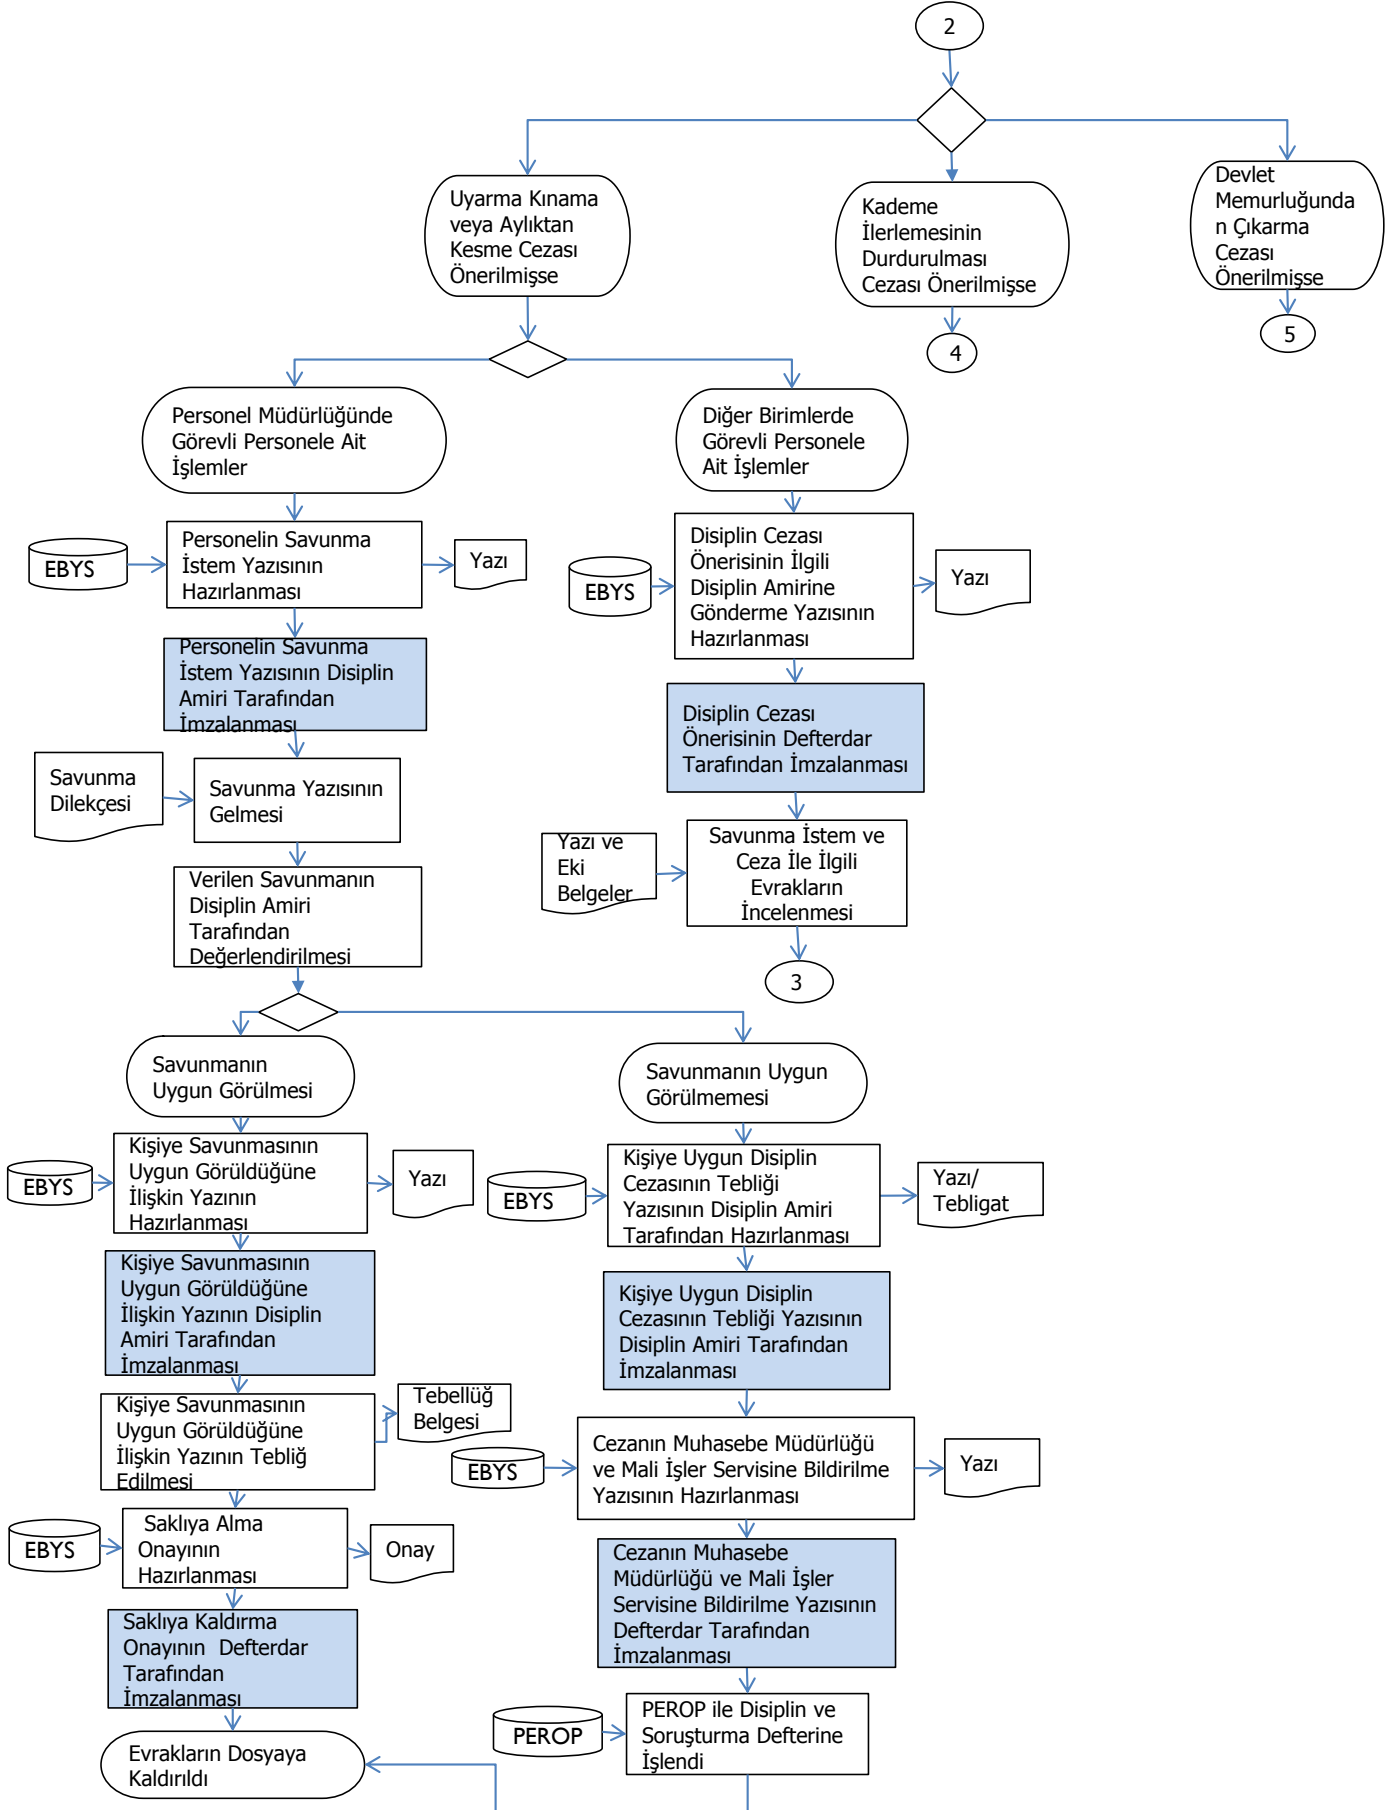 2
Uyarma Kınama
veya Aylıktan
Kesme Cezası
Önerilmişse
Kademe
İlerlemesinin
Durdurulması
Cezası Önerilmişse
Devlet
Memurluğunda
n Çıkarma
Cezası
Önerilmişse
4
5
Personel Müdürlüğünde
Görevli Personele Ait
İşlemler
Diğer Birimlerde
Görevli Personele
Ait İşlemler
EBYS
Personelin Savunma
İstem Yazısının
Hazırlanması
Yazı
EBYS
Disiplin Cezası
Önerisinin İlgili
Disiplin Amirine
Gönderme Yazısının
Hazırlanması
Yazı
Personelin Savunma
İstem Yazısının Disiplin
Amiri Tarafından
İmzalanması
Disiplin Cezası
Önerisinin Defterdar
Tarafından İmzalanması
Savunma
Dilekçesi
Savunma Yazısının
Gelmesi
Yazı ve
Eki
Belgeler
Savunma İstem ve
Ceza İle İlgili
Evrakların
İncelenmesi
Verilen Savunmanın
Disiplin Amiri
Tarafından
Değerlendirilmesi
3
Savunmanın
Uygun Görülmesi
Savunmanın Uygun
Görülmemesi
EBYS
Kişiye Savunmasının
Uygun Görüldüğüne
İlişkin Yazının
Hazırlanması
Yazı
EBYS
Kişiye Uygun Disiplin
Cezasının Tebliği
Yazısının Disiplin Amiri
Tarafından Hazırlanması
Yazı/
Tebligat
Kişiye Savunmasının
Uygun Görüldüğüne
İlişkin Yazının Disiplin
Amiri Tarafından
İmzalanması
Kişiye Uygun Disiplin
Cezasının Tebliği Yazısının
Disiplin Amiri Tarafından
İmzalanması
Kişiye Savunmasının
Uygun Görüldüğüne
İlişkin Yazının Tebliğ
Edilmesi
Tebellüğ
Belgesi
EBYS
Cezanın Muhasebe Müdürlüğü
ve Mali İşler Servisine Bildirilme
Yazısının Hazırlanması
Yazı
EBYS
Saklıya Alma
Onayının
Hazırlanması
Onay
Cezanın Muhasebe
Müdürlüğü ve Mali İşler
Servisine Bildirilme Yazısının
Defterdar Tarafından
İmzalanması
Saklıya Kaldırma
Onayının  Defterdar
Tarafından
İmzalanması
PEROP
PEROP ile Disiplin ve
Soruşturma Defterine
İşlendi
Evrakların Dosyaya
Kaldırıldı